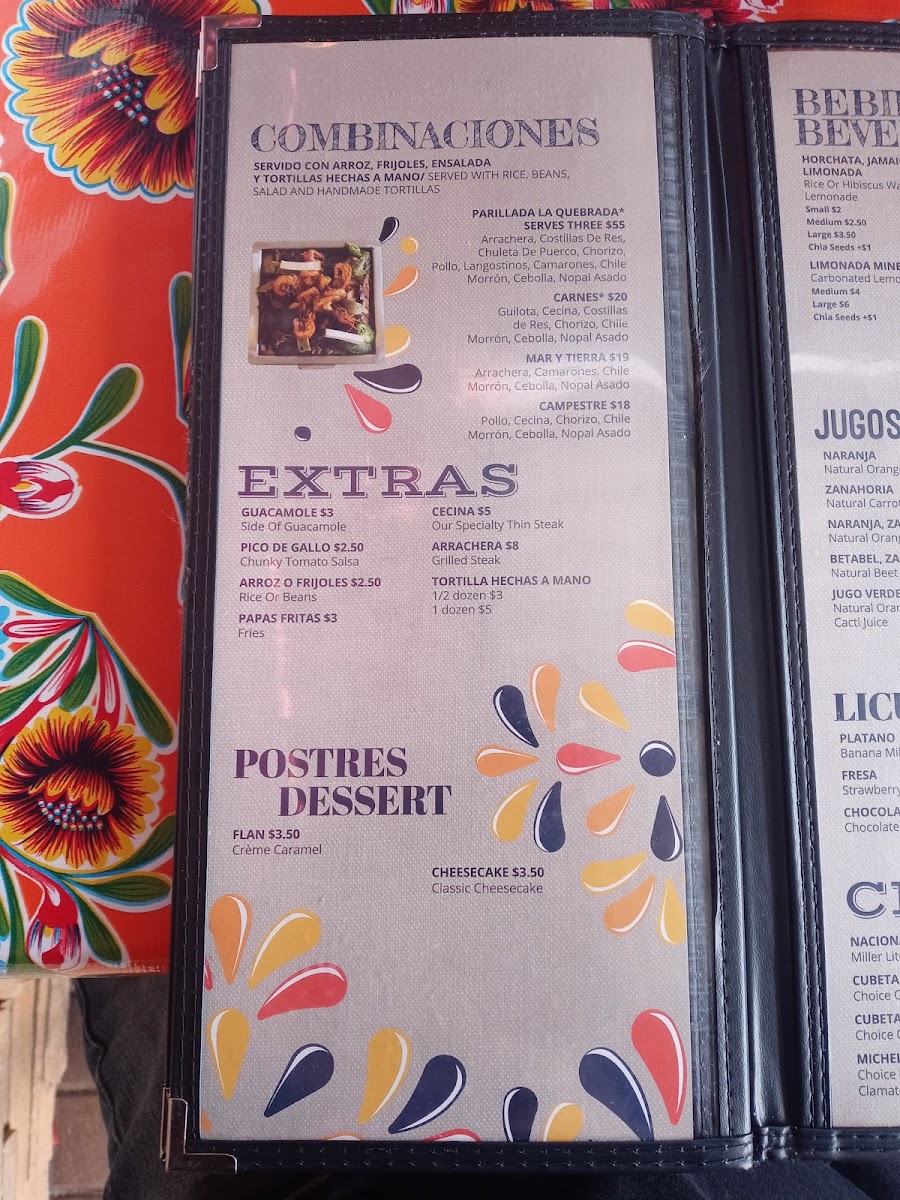 COMBINACIONES
SERVIDO CON ARROZ, FRIJOLES, ENSALADA
Y TORTILLAS HECHAS A MANO/ SERVED WITH RICE, BEANS,
SALAD AND HANDMADE TORTILLAS
PARILLADA LA QUEBRADA*
SERVES THREE $55
Arrachera, Costillas De Res,
Chuleta De Puerco, Chorizo,
Pollo, Langostinos, Camarones, Chile
Morrón, Cebolla, Nopal Asado
CARNES* $20
Guilota, Cecina, Costillas
de Res, Chorizo, Chile
Morrón, Cebolla, Nopal Asado
MAR Y TIERRA $19
Arrachera, Camarones, Chile
Morrón, Cebolla, Nopal Asado
CAMPESTRE $18
Pollo, Cecina, Chorizo, Chile
Morrón, Cebolla, Nopal Asado
EXTRAS
GUACAMOLE $3
Side Of Guacamole
PICO DE GALLO $2.50
Chunky Tomato Salsa
ARROZ O FRIJOLES $2.50
Rice Or Beans
PAPAS FRITAS $3
Fries
CECINA $5
Our Specialty Thin Steak
ARRACHERA $8
Grilled Steak
TORTILLA HECHAS A MANO
1/2 dozen $3
1 dozen $5
POSTRES
DESSERT
FLAN $3.50
Crème Caramel
CHEESECAKE $3.50
Classic Cheesecake
BEBI
BEVE
HORCHATA, JAMAI
LIMONADA
Rice Or Hibiscus Wa
Lemonade
Small $2
Medium $2.50
Large $3.50
Chia Seeds +$1
LIMONADA MINE
Carbonated Lemo
Medium $4
Large $6
Chia Seeds +$1
JUGOS
NARANJA
Natural Orang
ZANAHORIA
Natural Carrot
NARANJA, ZA
Natural Orang
BETABEL, ZA
Natural Beet
JUGO VERDE
Natural Oran
Cacti Juice
LICU
PLATANO
Banana Mil
FRESA
Strawberry
CHOCOLA
Chocolate
NACIONA
Miller Lit
CUBETA
Choice O
CUBETA
Choice
MICHEL
Choice
Clamat